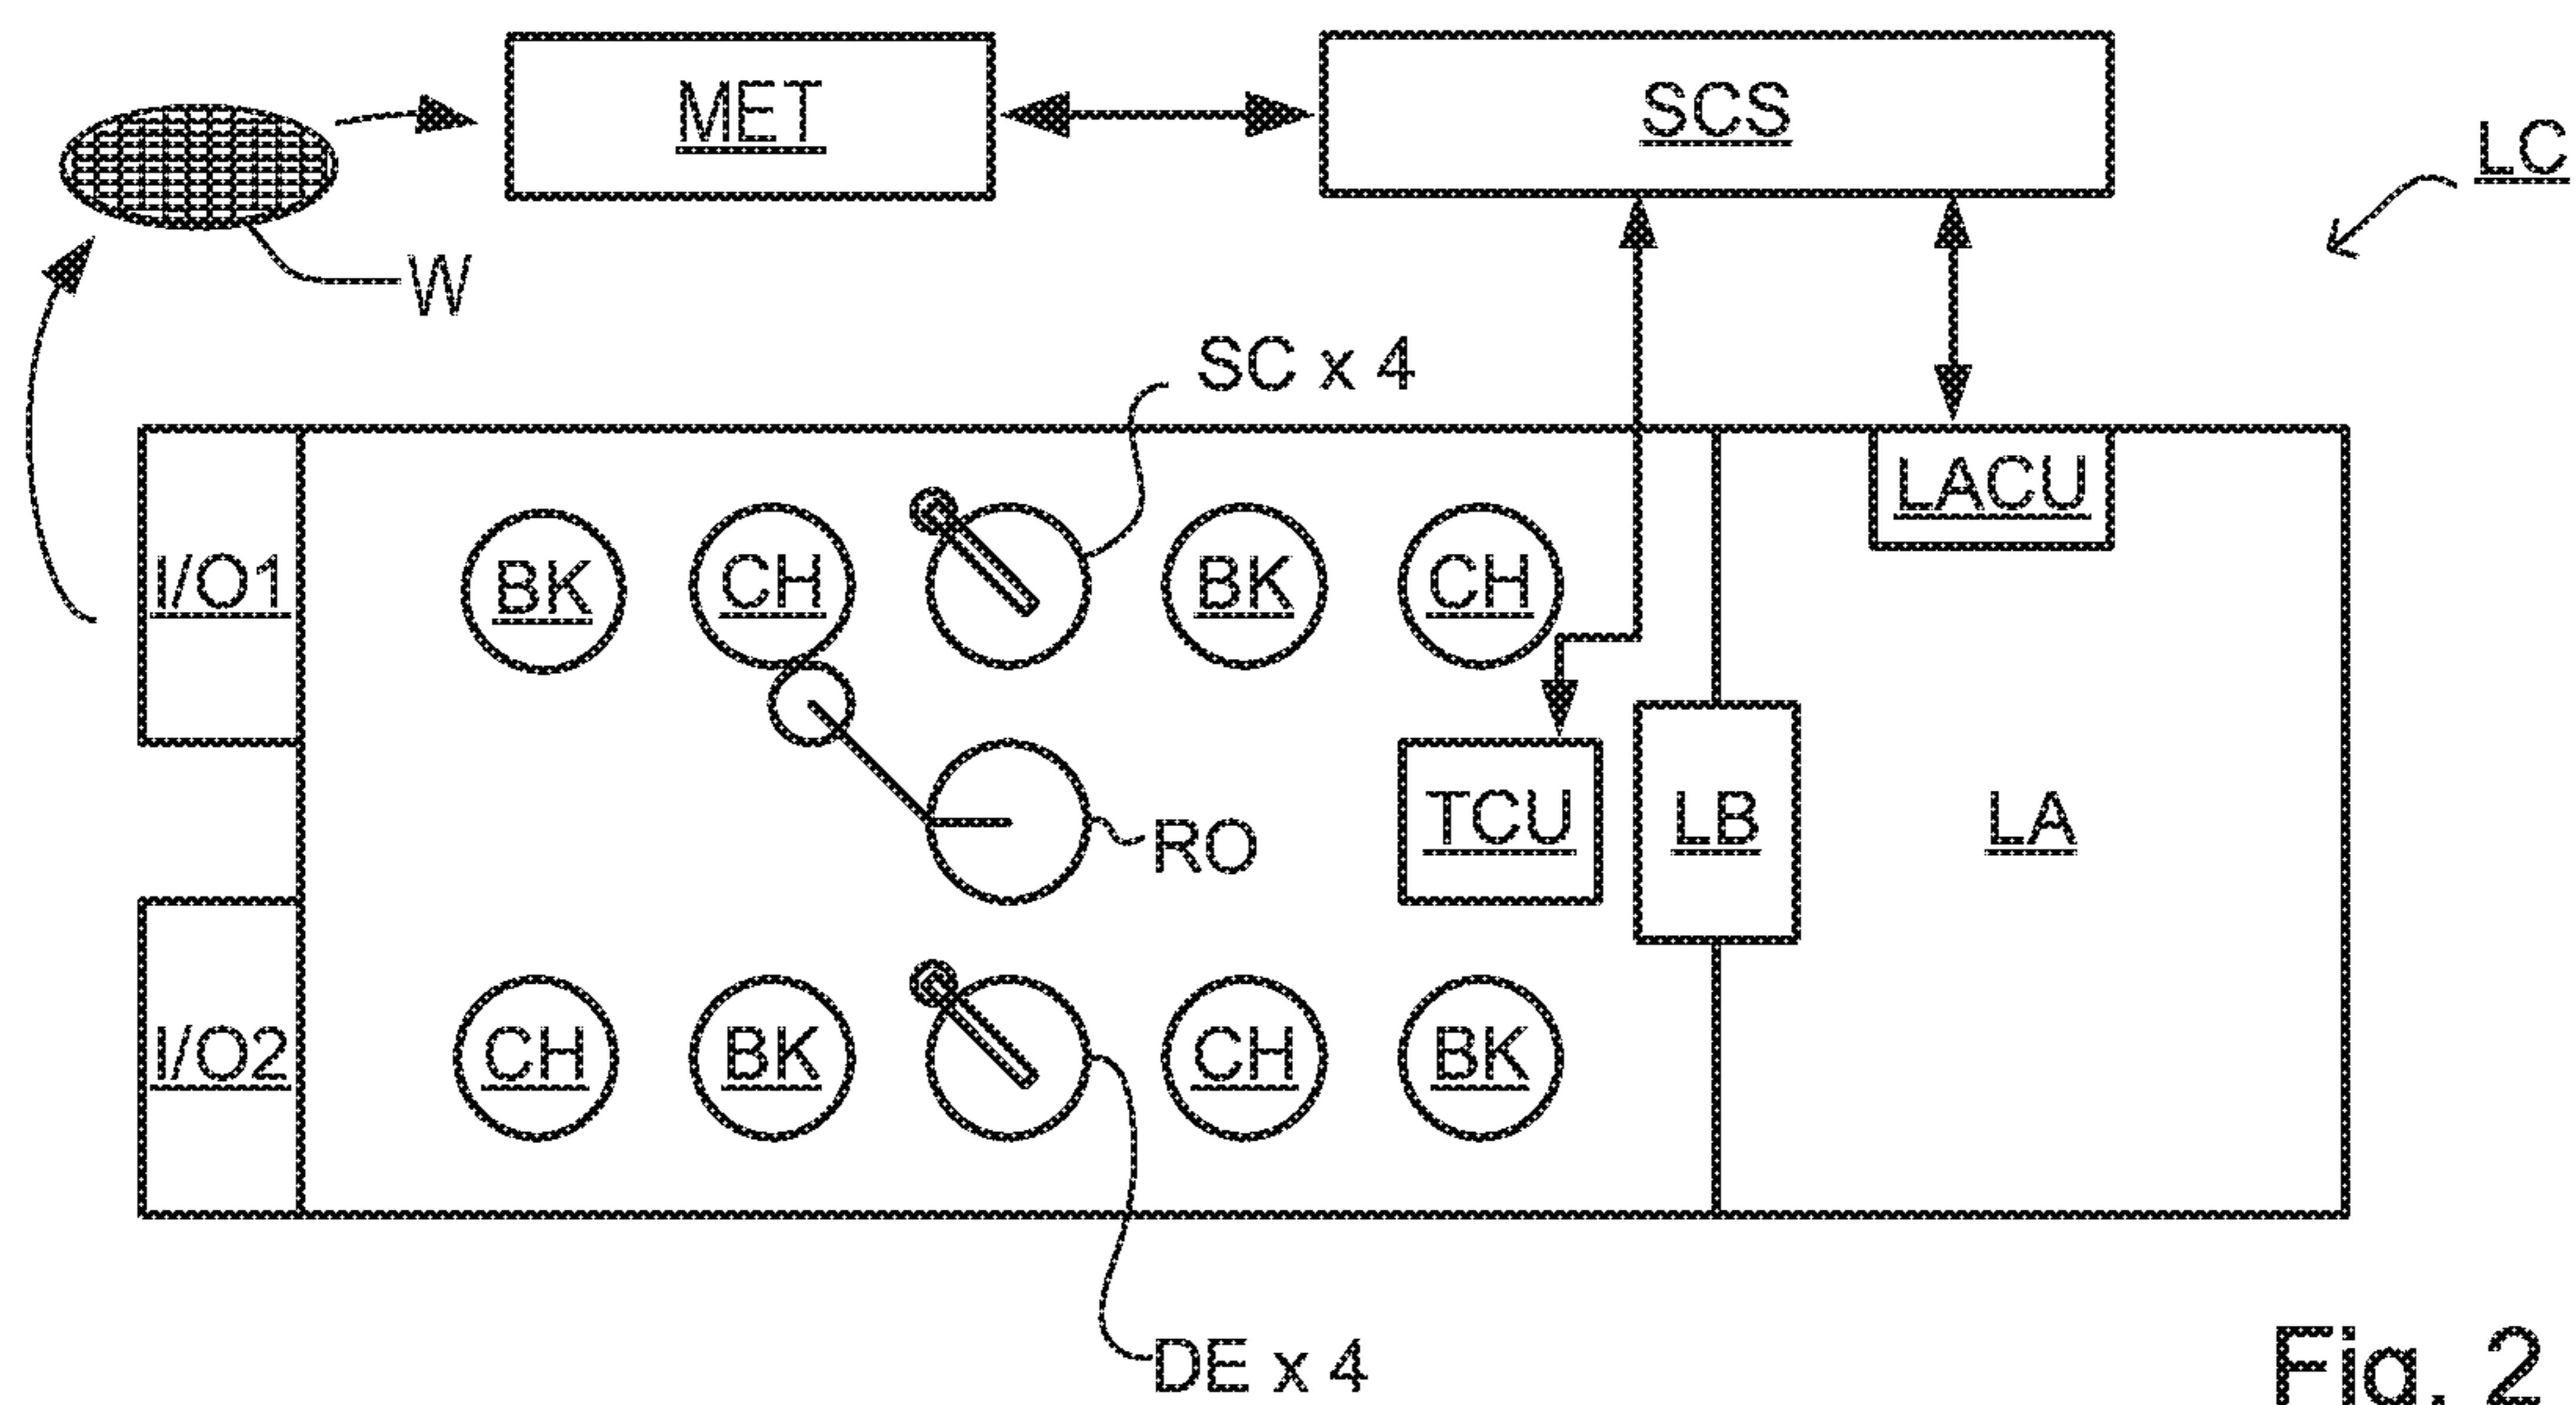 MET
SCS
LC
W
SC x 4
LACU
I/O1
BK
CH
BK
CH
RO
TCU
LB
LA
I/O2
CH
BK
CH
BK
DE x 4
Fig. 2